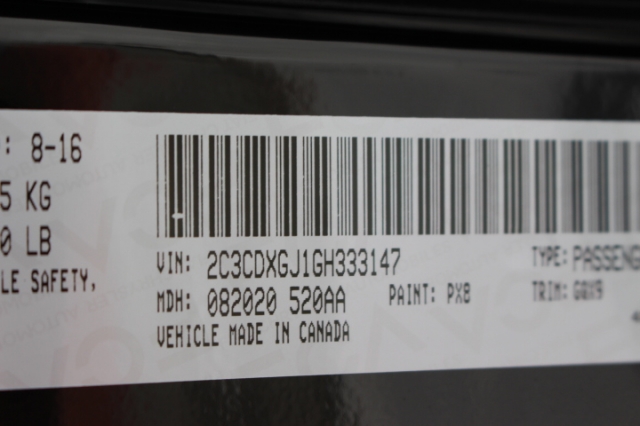 : 8-16
5 KG
0 LB
LE SAFETY,
VIN: 2C3CDXGJ1GH333147
TYPE: PASSENG
MDH: 082020 520AA PAINT: PX8 TRIM: GQX9
VEHICLE MADE IN CANADA